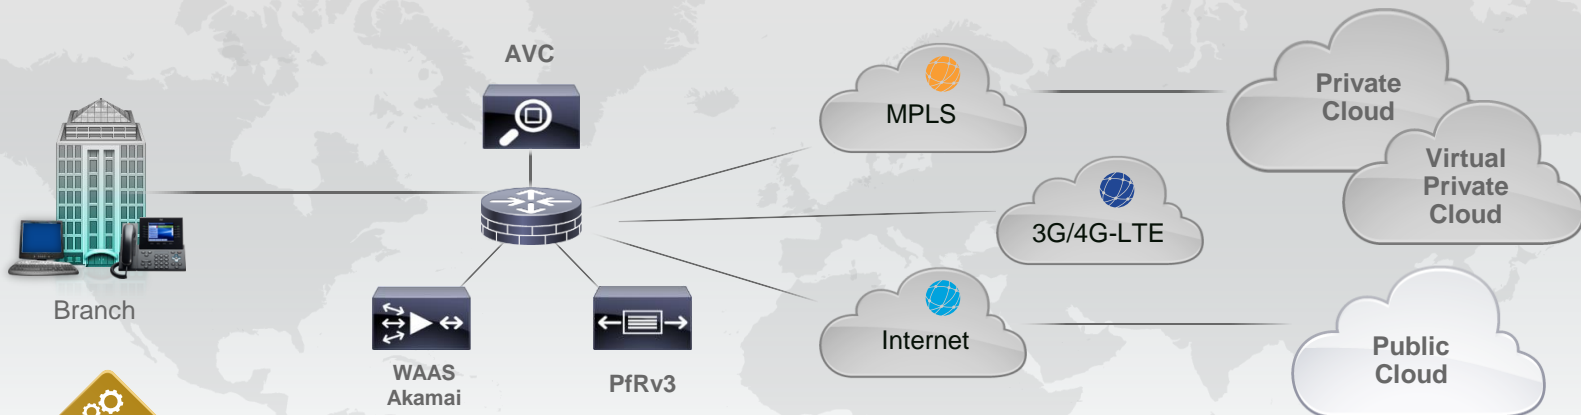 AVC
MPLS
Private
Cloud
Virtual
Private
Cloud
3G/4G-LTE
Branch
Internet
WAAS
Akamai
PfRv3
Public
Cloud